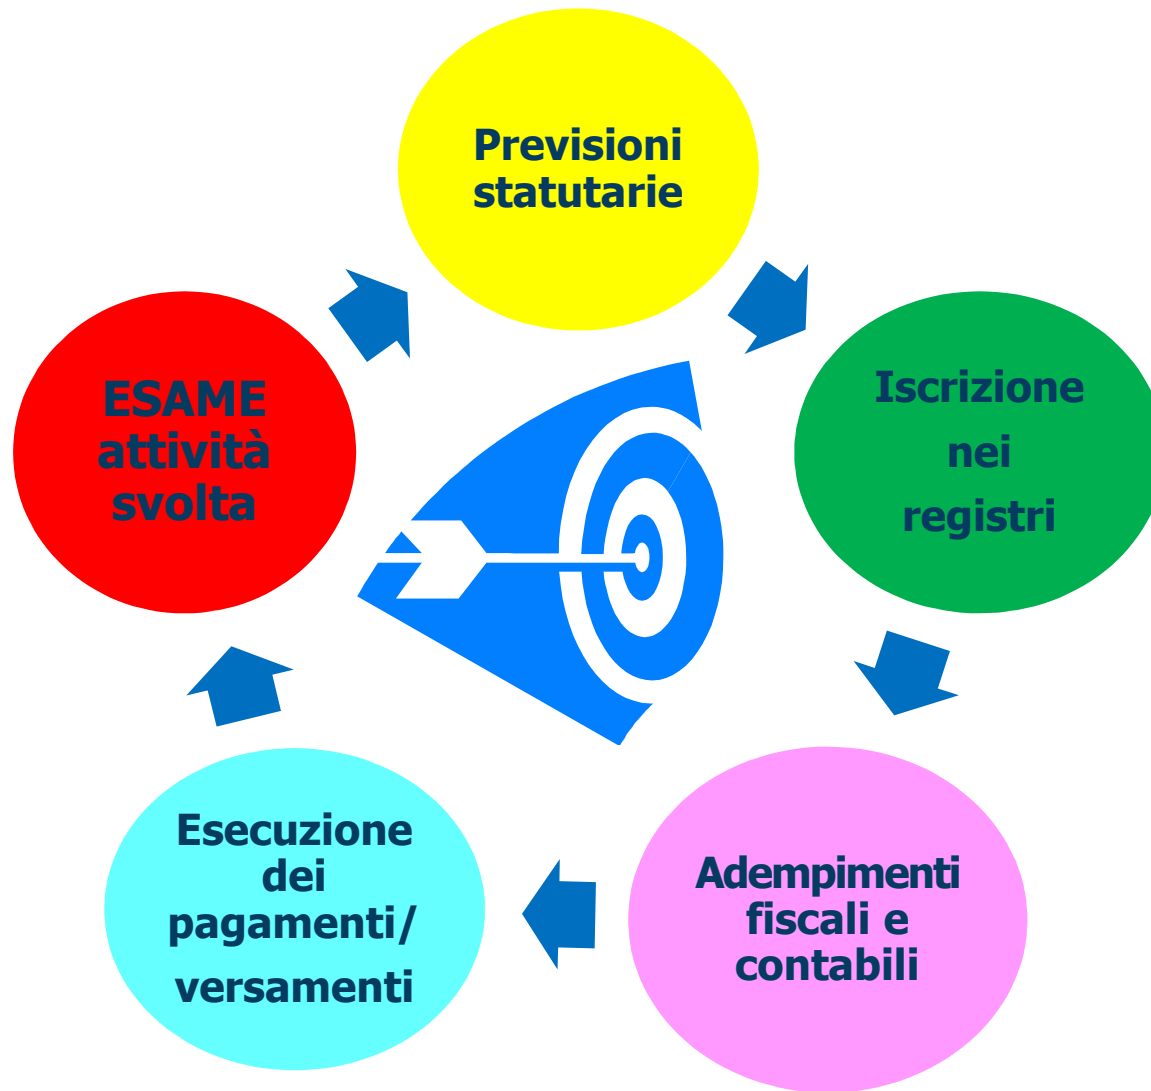 Previsioni
statutarie
Iscrizione
nei
registri
Adempimenti
fiscali e
contabili
Esecuzione
dei
pagamenti/
versamenti
ESAME
attività
svolta